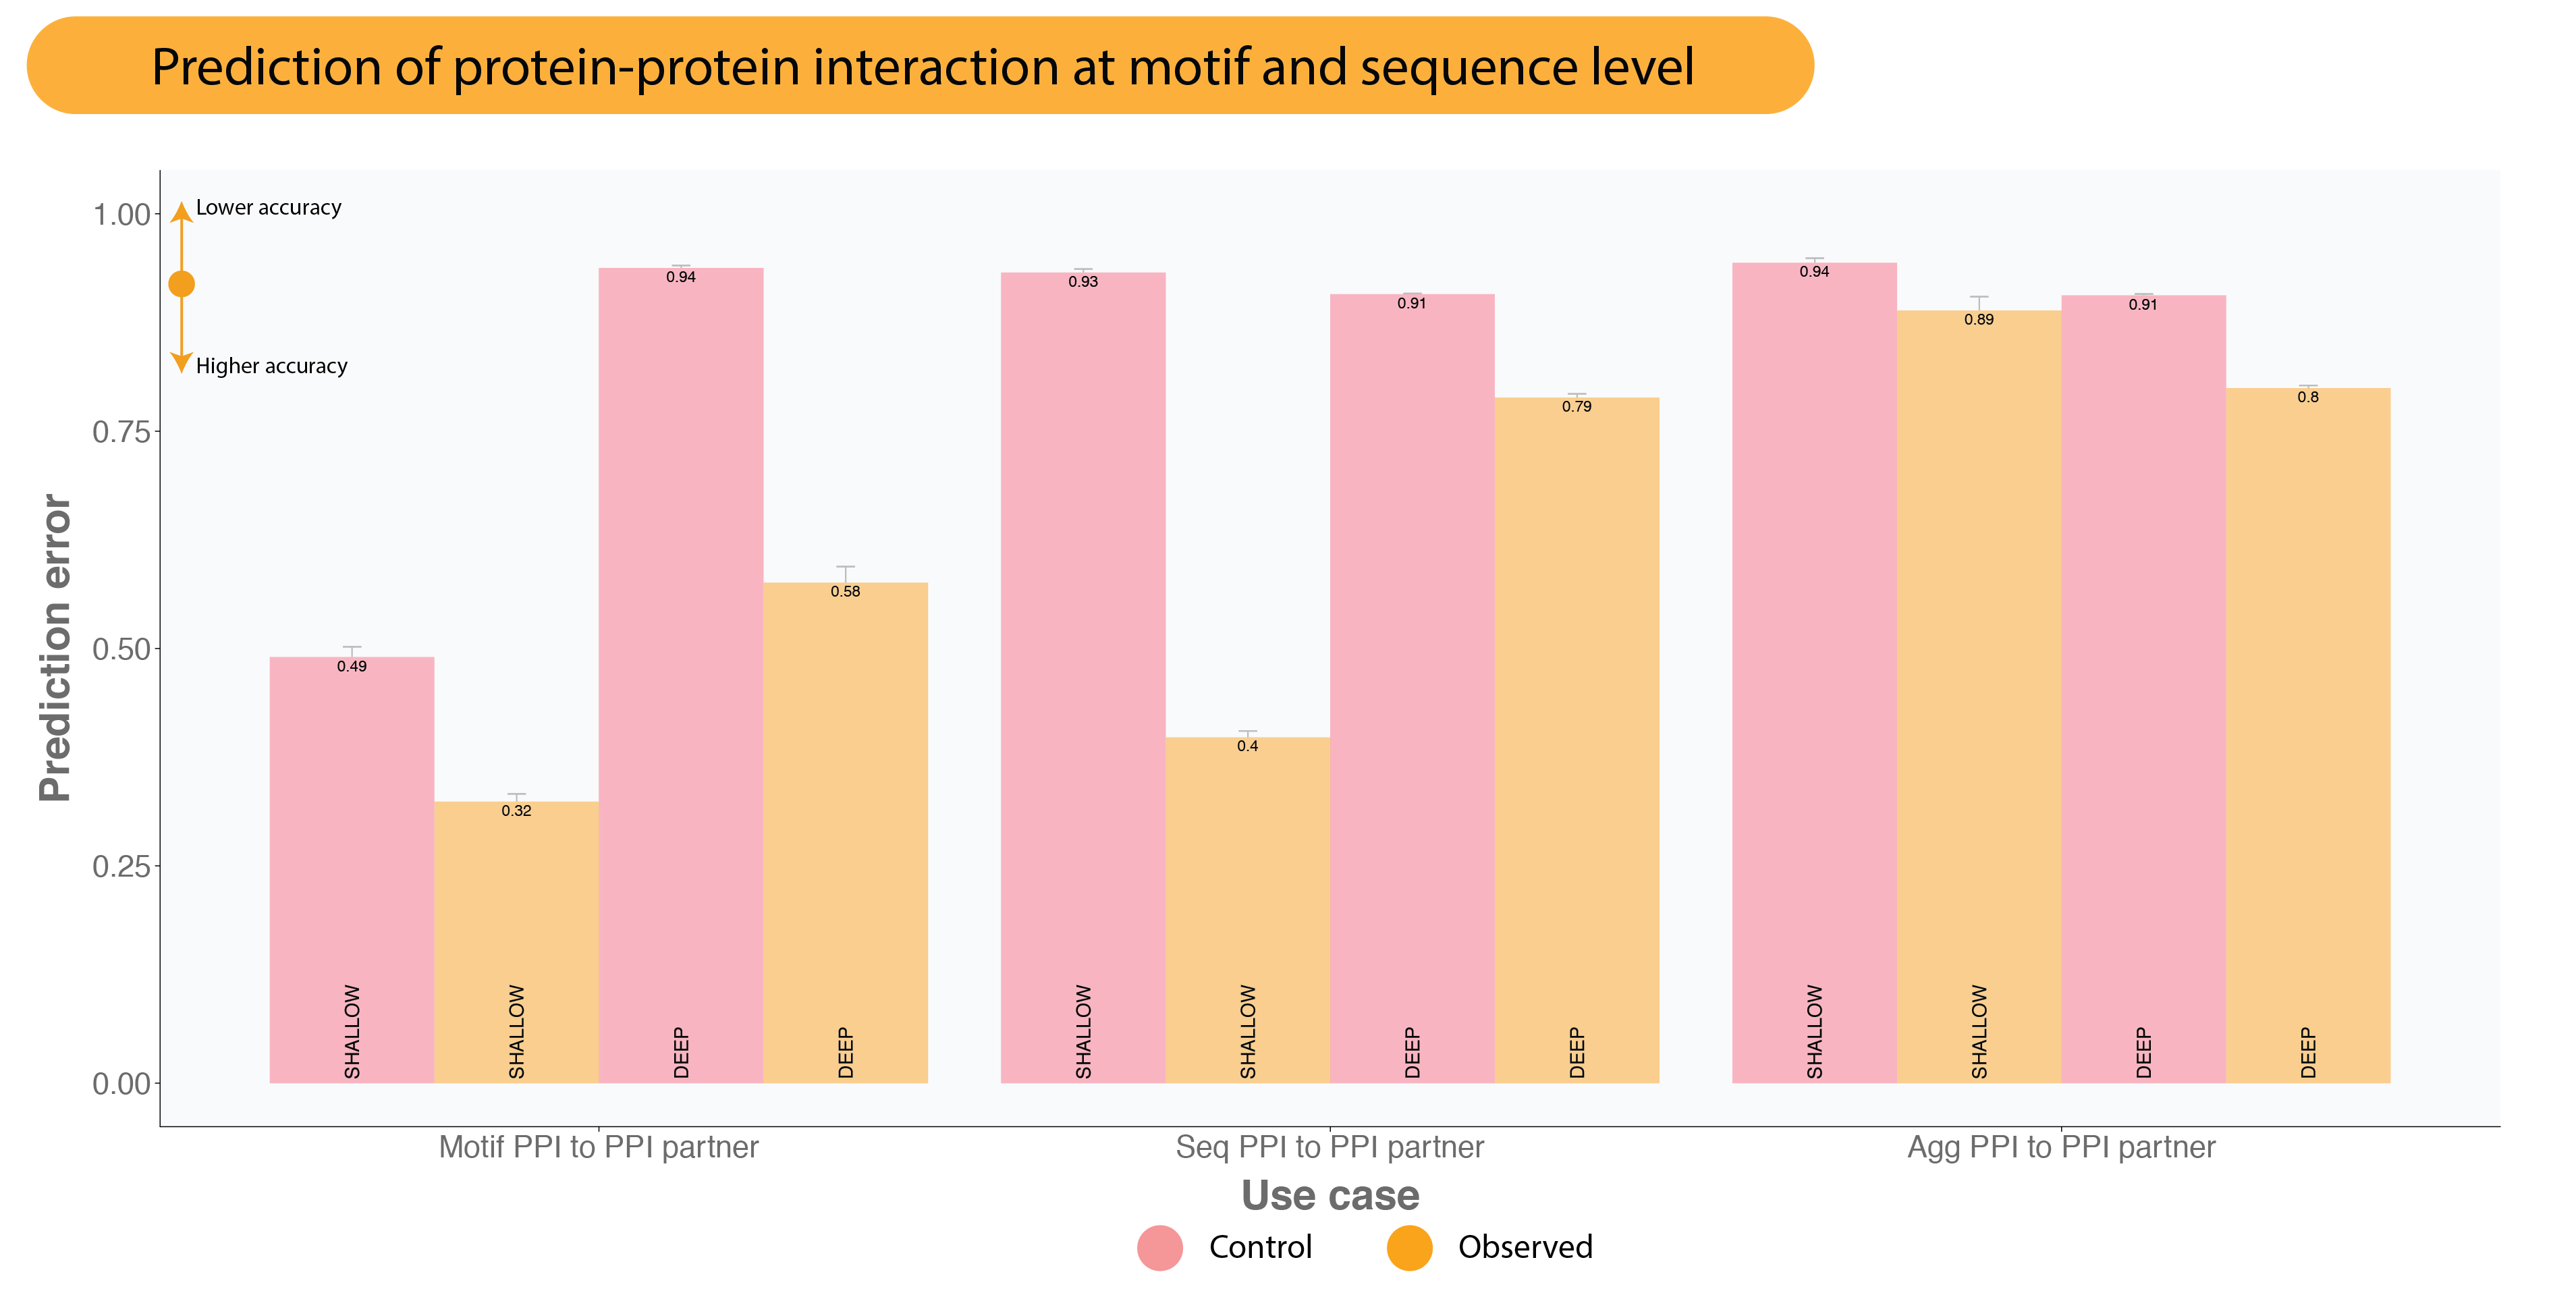 Prediction of protein-protein interaction at motif and sequence level
Lower accuracy
Higher accuracy
1.00
0.75
0.50
0.25
0.00
Prediction error
0.49
0.32
0.94
0.58
0.93
0.4
0.91
0.79
0.94
0.89
0.91
0.8
SHALLOW
SHALLOW
DEEP
DEEP
SHALLOW
SHALLOW
DEEP
DEEP
SHALLOW
SHALLOW
DEEP
DEEP
Motif PPI to PPI partner
Seq PPI to PPI partner
Agg PPI to PPI partner
Use case
Control
Observed